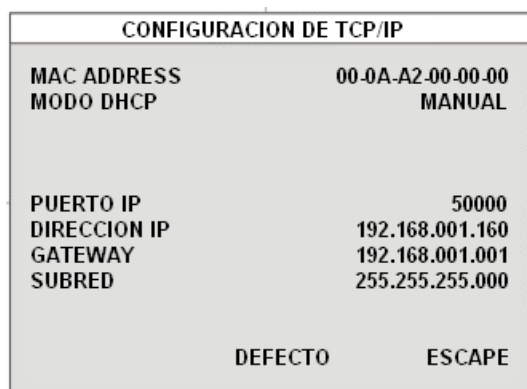 CONFIGURACION DE TCP/IP
MAC ADDRESS 00-0A-A2-00-00-00
MODO DHCP MANUAL
PUERTO IP 50000
DIRECCION IP 192.168.001.160
GATEWAY 192.168.001.001
SUBRED 255.255.255.000
DEFECTO ESCAPE